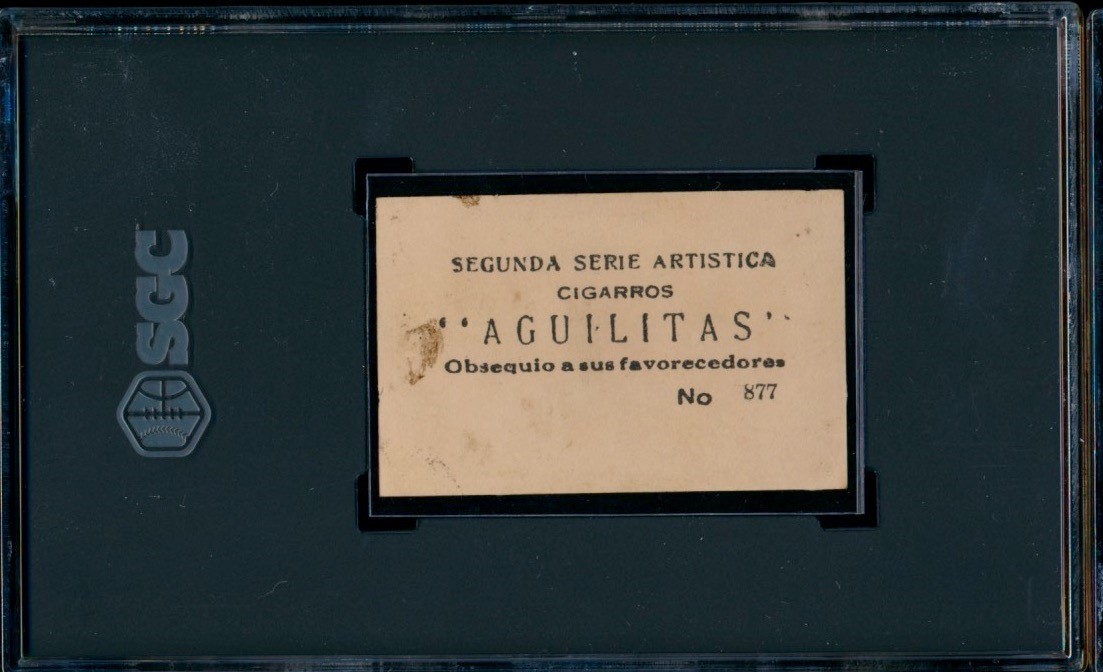 SGC
SEGUNDA SERIE ARTISTICA
CIGARROS
"AGUILITAS"
Obsequio a sus favorecedores
No 877